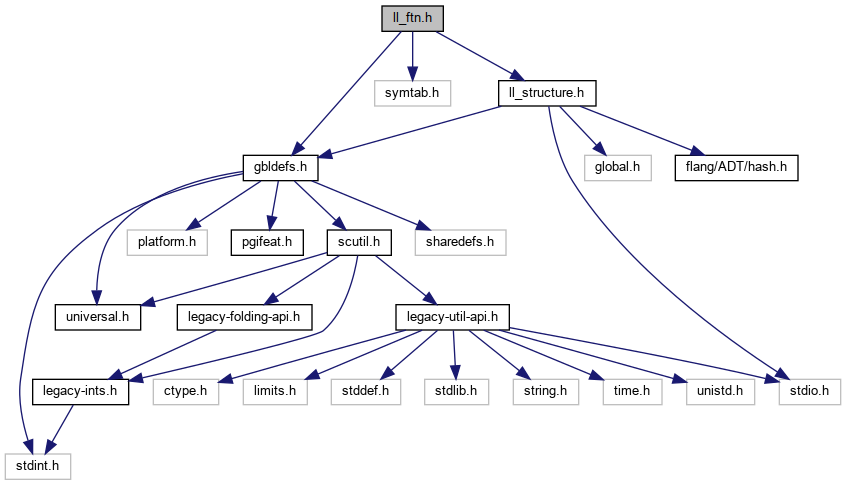 ll_ftn.h
symtab.h
ll_structure.h
gbldefs.h
global.h
flang/ADT/hash.h
platform.h
pgifeat.h
scutil.h
sharedefs.h
universal.h
legacy-folding-api.h
legacy-util-api.h
legacy-ints.h
ctype.h
limits.h
stddef.h
stdlib.h
string.h
time.h
unistd.h
stdio.h
stdint.h